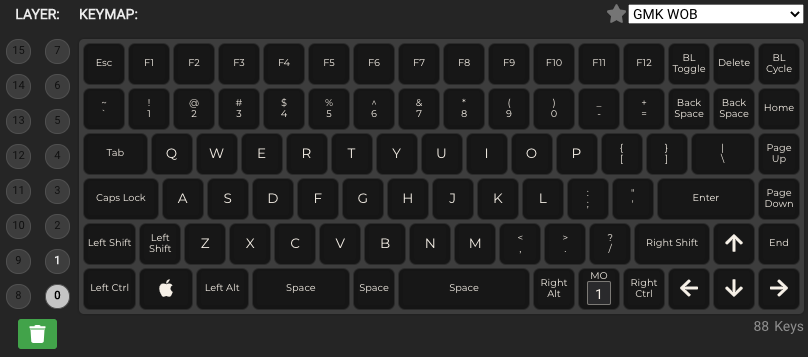 LAYER: KEYMAP: GMK WOB
15 7
14 6
13 5
12 4
11 3
10 2
9 1
8 0
Esc F1 F2 F3 F4 F5 F6 F7 F8 F9 F10 F11 F12 BL Toggle Delete BL Cycle
~ ` ! 1 @ 2 # 3 $ 4 % 5 ^ 6 & 7 * 8 ( 9 ) 0 _ - + = Back Space Back Space Home
Tab Q W E R T Y U I O P { [ } ] | \ Page Up
Caps Lock A S D F G H J K L : ; " ' Enter Page Down
Left Shift Left Shift Z X C V B N M < , > . ? / Right Shift ↑ End
Left Ctrl Left Alt Space Space Space Right Alt MO 1 Right Ctrl ← ↓ →
88 Keys